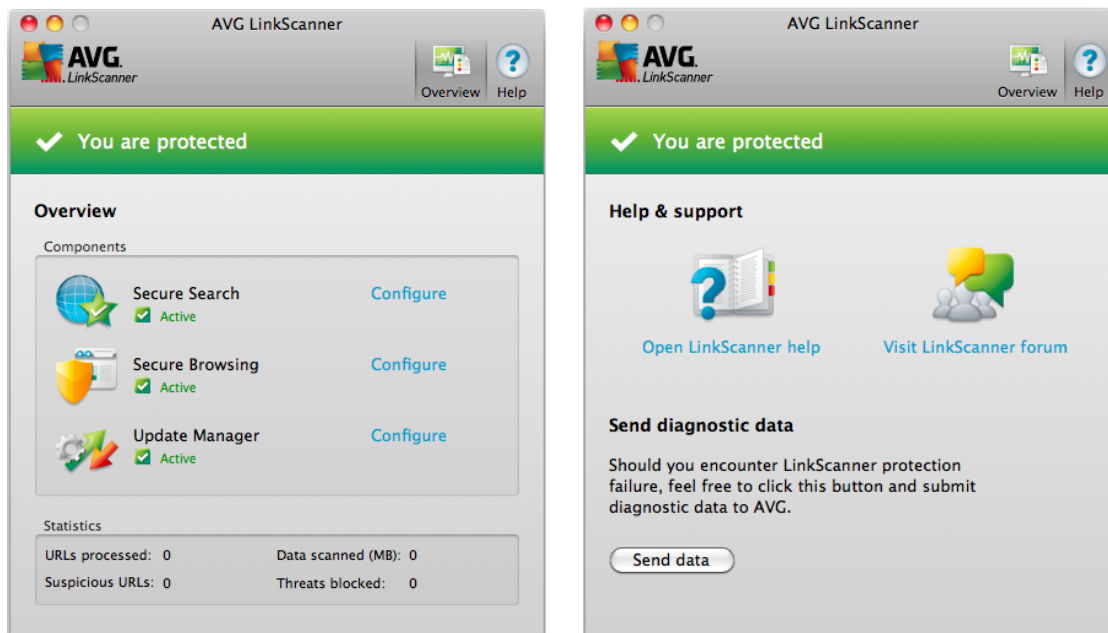 AVG LinkScanner
AVG.
LinkScanner
Overview Help
You are protected
Overview
Components
Secure Search Configure
Active
Secure Browsing Configure
Active
Update Manager Configure
Active
Statistics
URLs processed: 0 Data scanned (MB): 0
Suspicious URLs: 0 Threats blocked: 0
AVG LinkScanner
AVG.
LinkScanner
Overview Help
You are protected
Help & support
Open LinkScanner help Visit LinkScanner forum
Send diagnostic data
Should you encounter LinkScanner protection
failure, feel free to click this button and submit
diagnostic data to AVG.
Send data